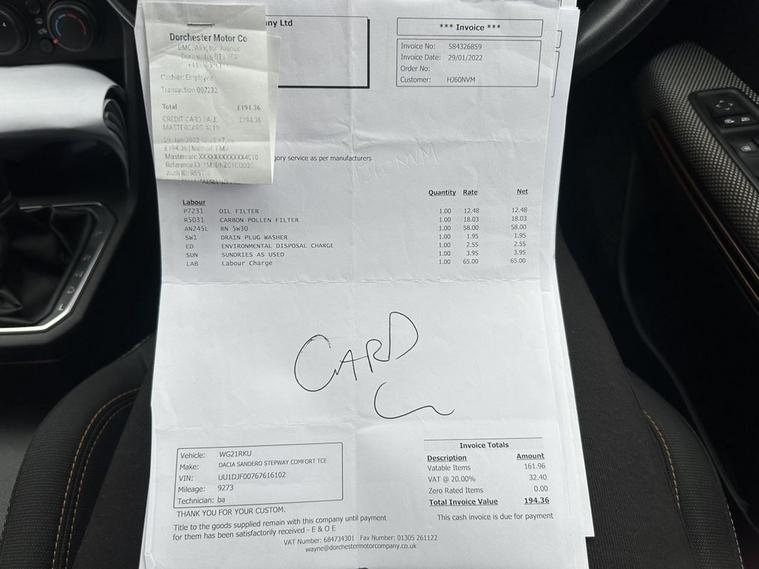 Dorchester Motor Co
Transaction 007232
Total £194.36
CREDIT CARD SALE £194.36
ny Ltd
*** Invoice ***
Invoice No: 584326859
Invoice Date: 29/01/2022
Order No:
Customer: HJ60NVM
service as per manufacturers
Quantity Rate Net
Labour
P7231 OIL FILTER 1.00 12.48 12.48
R5031 CARBON POLLEN FILTER 1.00 18.03 18.03
AN245L RN 5W30 1.00 58.00 58.00
SW1 DRAIN PLUG WASHER 1.00 1.95 1.95
ED ENVIRONMENTAL DISPOSAL CHARGE 1.00 2.55 2.55
SUN SUNDRIES AS USED 1.00 3.95 3.95
LAB Labour Charge 1.00 65.00 65.00
CARD
Vehicle: WG21RKU
Make: DACIA SANDERO STEPWAY COMFORT TCE
VIN: UU1DJF00767616102
Mileage: 9273
Technician: ba
Invoice Totals
Description Amount
Vatable Items 161.96
VAT @ 20.00% 32.40
Zero Rated Items 0.00
Total Invoice Value 194.36
THANK YOU FOR YOUR CUSTOM.
Title to the goods supplied remain with this company until payment
for them has been satisfactorily received - E & O E
This cash invoice is due for payment
VAT Number: 684734301 Fax Number: 01305 261122
wayne@dorchestermotorcompany.co.uk